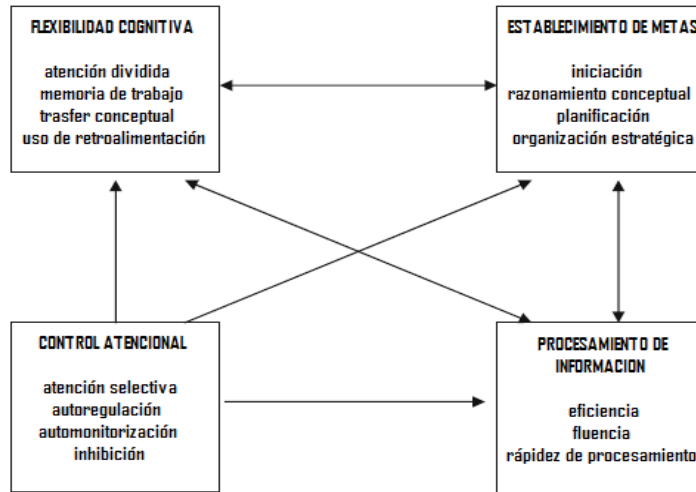 FLEXIBILIDAD COGNITIVA
atención dividida
memoria de trabajo
trasfer conceptual
uso de retroalimentación
ESTABLECIMIENTO DE METAS
iniciación
razonamiento conceptual
planificación
organización estratégica
CONTROL ATENCIONAL
atención selectiva
autoregulación
automonitorización
inhibición
PROCESAMIENTO DE
INFORMACION
eficiencia
fluencia
rápidez de procesamiento